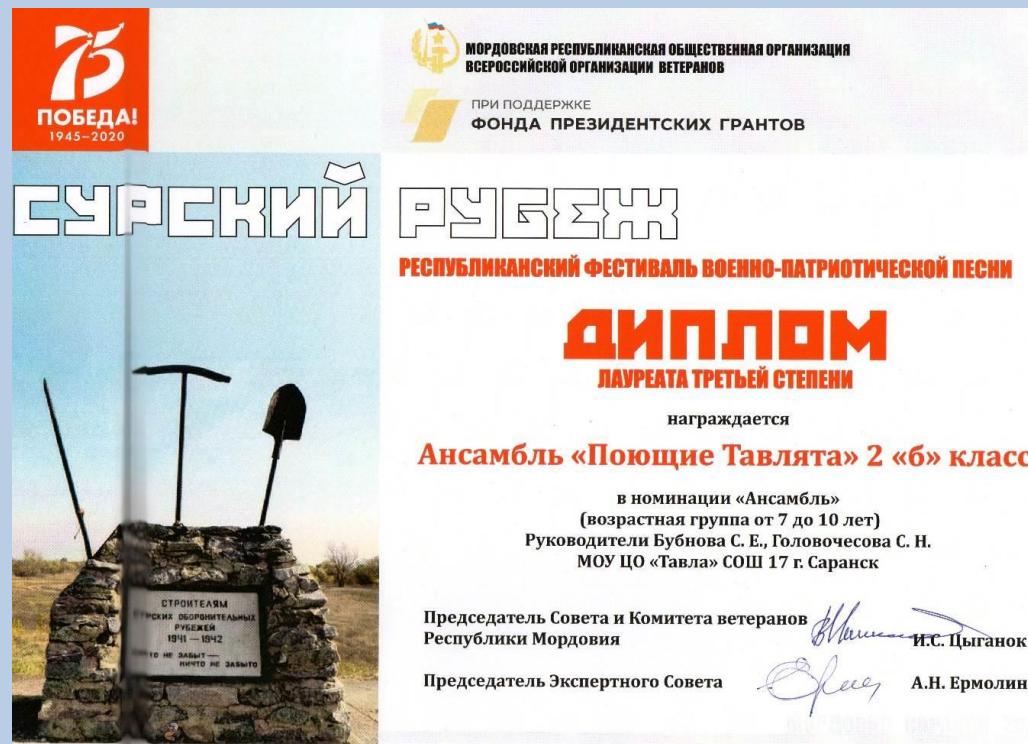 75
ПОБЕДА!
1945–2020
МОРДОВСКАЯ РЕСПУБЛИКАНСКАЯ ОБЩЕСТВЕННАЯ ОРГАНИЗАЦИЯ
ВСЕРОССИЙСКОЙ ОРГАНИЗАЦИИ ВЕТЕРАНОВ
ПРИ ПОДДЕРЖКЕ
ФОНДА ПРЕЗИДЕНТСКИХ ГРАНТОВ
СУРСКИЙ РУБЕЖ
РЕСПУБЛИКАНСКИЙ ФЕСТИВАЛЬ ВОЕННО-ПАТРИОТИЧЕСКОЙ ПЕСНИ
ДИПЛОМ
ЛАУРЕАТА ТРЕТЬЕЙ СТЕПЕНИ
награждается
Ансамбль «Поющие Тавлята» 2 «б» класс
в номинации «Ансамбль»
(возрастная группа от 7 до 10 лет)
Руководители Бубнова С. Е., Головочесова С. Н.
МОУ ЦО «Тавла» СОШ 17 г. Саранск
Председатель Совета и Комитета ветеранов
Республики Мордовия И.С. Цыганок
Председатель Экспертного Совета А.Н. Ермолин
СТРОИТЕЛЯМ
ОБОРОНИТЕЛЬНЫХ
РУБЕЖЕЙ
1941 — 1942
НЕ ЗАБЫТ —
НИЧТО НЕ ЗАБЫТО